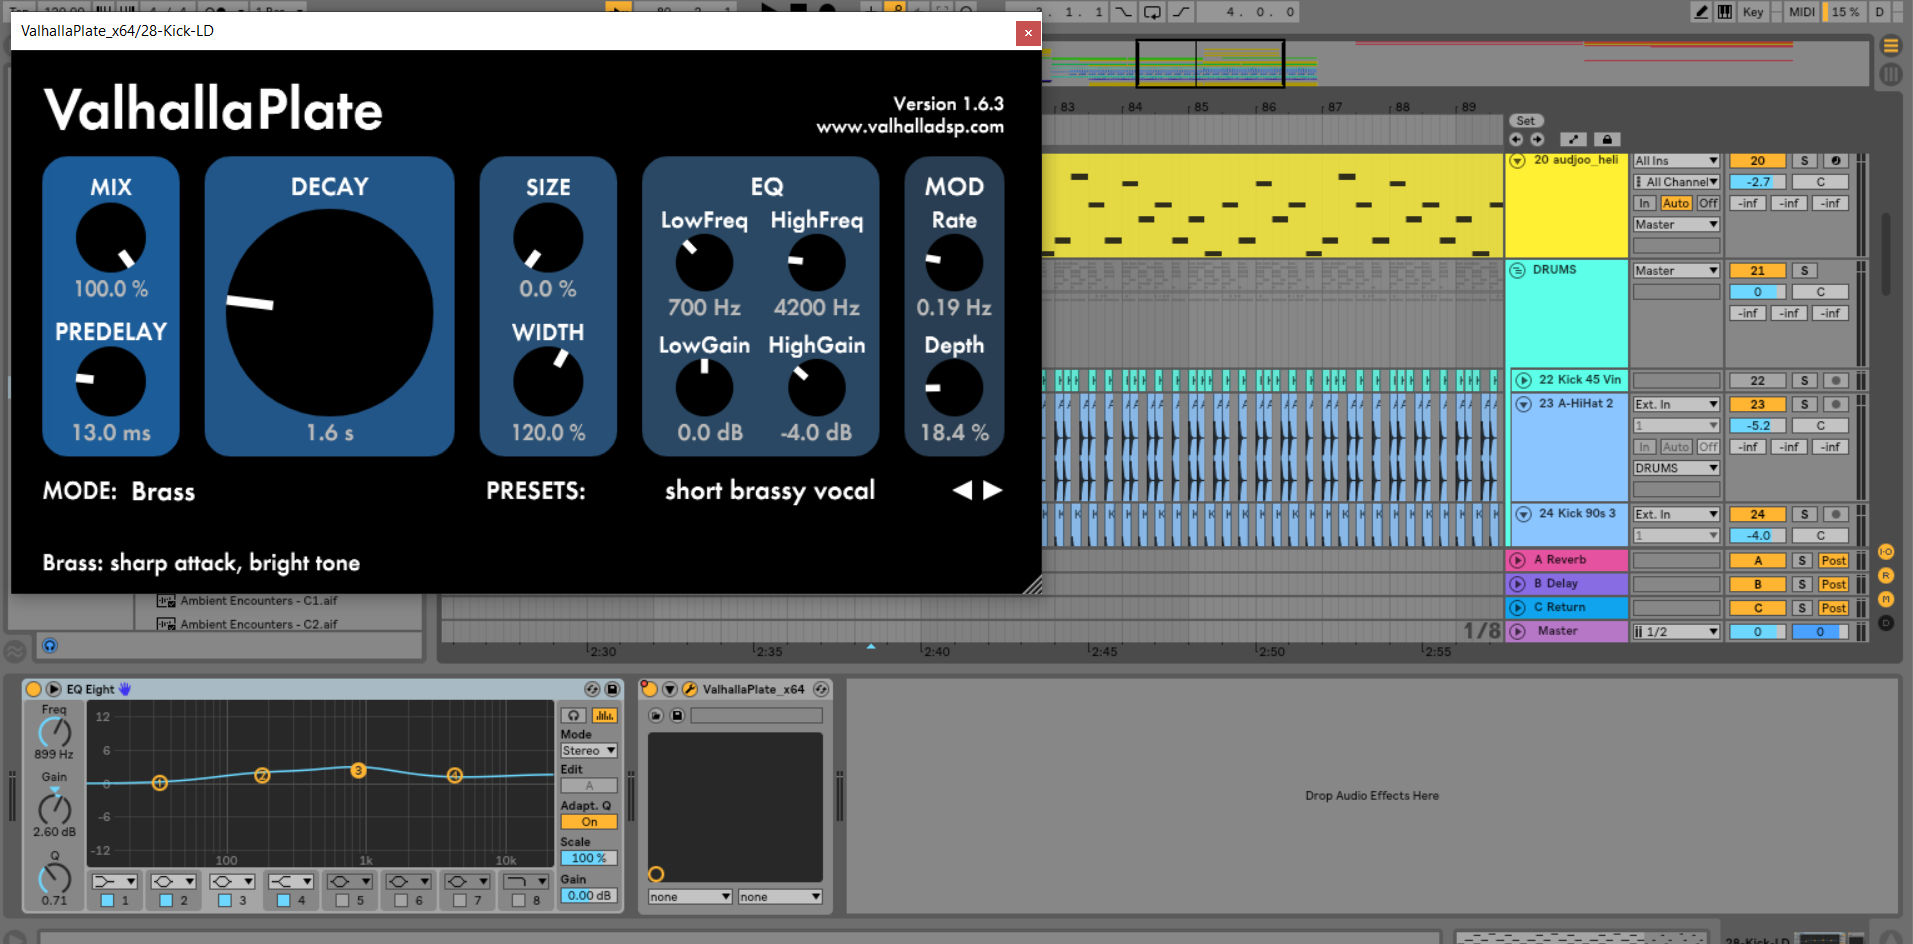 ValhallaPlate_x64/28-Kick-LD
ValhallaPlate
Version 1.6.3
www.valhalladsp.com
MIX
100.0 %
PREDELAY
13.0 ms
DECAY
1.6 s
SIZE
0.0 %
WIDTH
120.0 %
EQ
LowFreq HighFreq
700 Hz 4200 Hz
LowGain HighGain
0.0 dB -4.0 dB
MOD
Rate
0.19 Hz
Depth
18.4 %
MODE: Brass
PRESETS: short brassy vocal
Brass: sharp attack, bright tone
1. 1
4. 0. 0
Key
MIDI
15 %
D
83 84 85 86 87 88 89
Set
20 audjoo_heli
All Ins
20 S
All Channel
-2.7 C
In Auto Off
-inf -inf -inf
Master
DRUMS
Master
21 S
0 C
-inf -inf -inf
22 Kick 45 Vin
22 S
23 A-HiHat 2
Ext. In
23 S
1
-5.2 C
In Auto Off
-inf -inf -inf
DRUMS
24 Kick 90s 3
Ext. In
24 S
1
-4.0 C
A Reverb
A S Post
B Delay
B S Post
C Return
C S Post
1/8
Master
1/2
0 0
I·O
R
M
D
Ambient Encounters - C1.aif
Ambient Encounters - C2.aif
2:30 2:35 2:40 2:45 2:50 2:55
EQ Eight
Freq
899 Hz
Gain
2.60 dB
Q
0.71
12
6
0
-6
-12
100 1k 10k
1 2 3 4
Mode
Stereo
Edit
A
Adapt. Q
On
Scale
100 %
Gain
0.00 dB
1 2 3 4 5 6 7 8
ValhallaPlate_x64
none none
Drop Audio Effects Here
28-Kick-LD